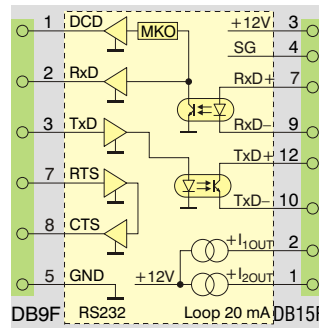 1 DCD MKO +12V 3
SG 4
2 RxD RxD+ 7
3 TxD RxD− 9
TxD+ 12
7 RTS
TxD− 10
8 CTS
+I1OUT 2
5 GND +12V +I2OUT 1
DB9F RS232 Loop 20 mA DB15F